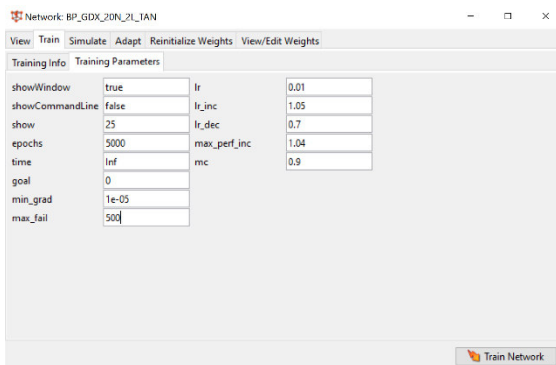 Network: BP_GDX_20N_2L_TAN
View Train Simulate Adapt Reinitialize Weights View/Edit Weights
Training Info Training Parameters
showWindow true lr 0.01
showCommandLine false lr_inc 1.05
show 25 lr_dec 0.7
epochs 5000 max_perf_inc 1.04
time Inf mc 0.9
goal 0
min_grad 1e-05
max_fail 500
Train Network